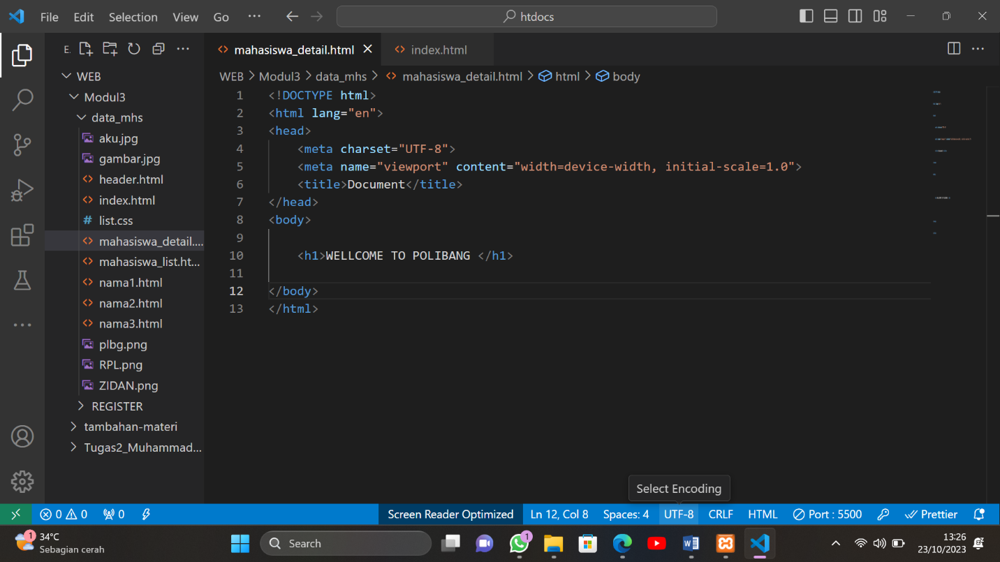 File Edit Selection View Go ··· htdocs
E.
mahasiswa_detail.html index.html
WEB
Modul3
data_mhs
aku.jpg
gambar.jpg
header.html
index.html
# list.css
mahasiswa_detail....
mahasiswa_list.ht...
nama1.html
nama2.html
nama3.html
plbg.png
RPL.png
ZIDAN.png
REGISTER
tambahan-materi
Tugas2_Muhammad...
WEB > Modul3 > data_mhs > mahasiswa_detail.html > html > body
1 <!DOCTYPE html>
2 <html lang="en">
3 <head>
4 <meta charset="UTF-8">
5 <meta name="viewport" content="width=device-width, initial-scale=1.0">
6 <title>Document</title>
7 </head>
8 <body>
9
10 <h1>WELLCOME TO POLIBANG </h1>
11
12 </body>
13 </html>
Select Encoding
0 0 0 Screen Reader Optimized Ln 12, Col 8 Spaces: 4 UTF-8 CRLF HTML Port : 5500 Prettier
1 34°C
Sebagian cerah
Search
1
13:26
23/10/2023